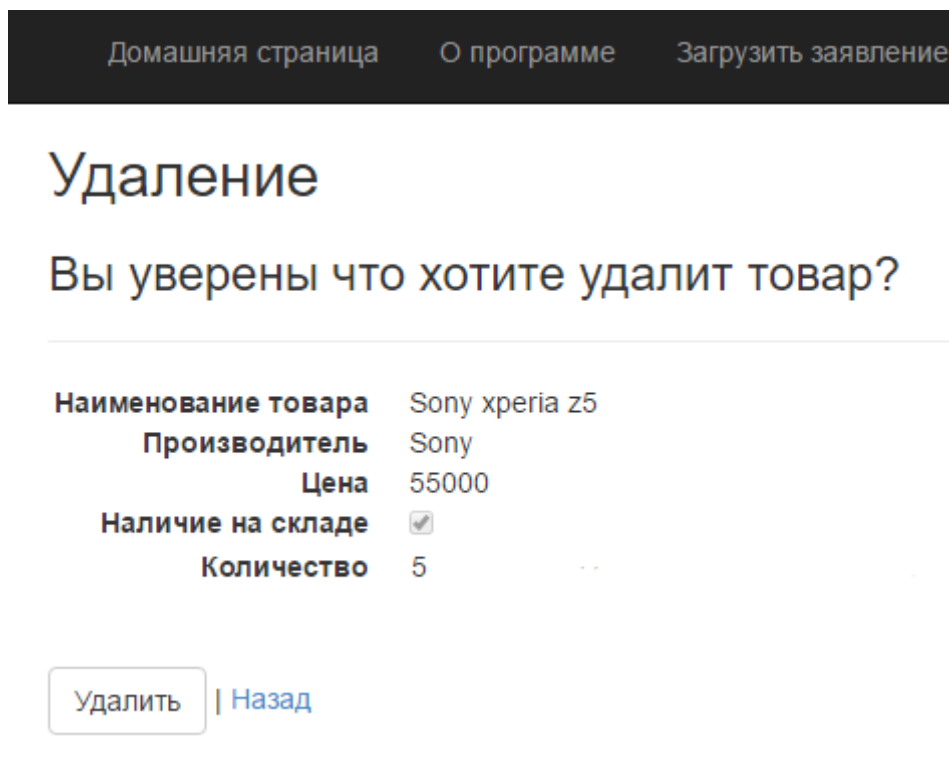 Домашняя страница О программе Загрузить заявление
Удаление
Вы уверены что хотите удалит товар?
Наименование товара Sony xperia z5
Производитель Sony
Цена 55000
Наличие на складе
Количество 5
Удалить | Назад